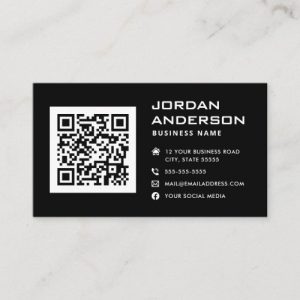 JORDAN
ANDERSON
BUSINESS NAME
12 YOUR BUSINESS ROAD
CITY, STATE 55555
555-555-5555
MAIL@EMAILADDRESS.COM
YOUR SOCIAL MEDIA